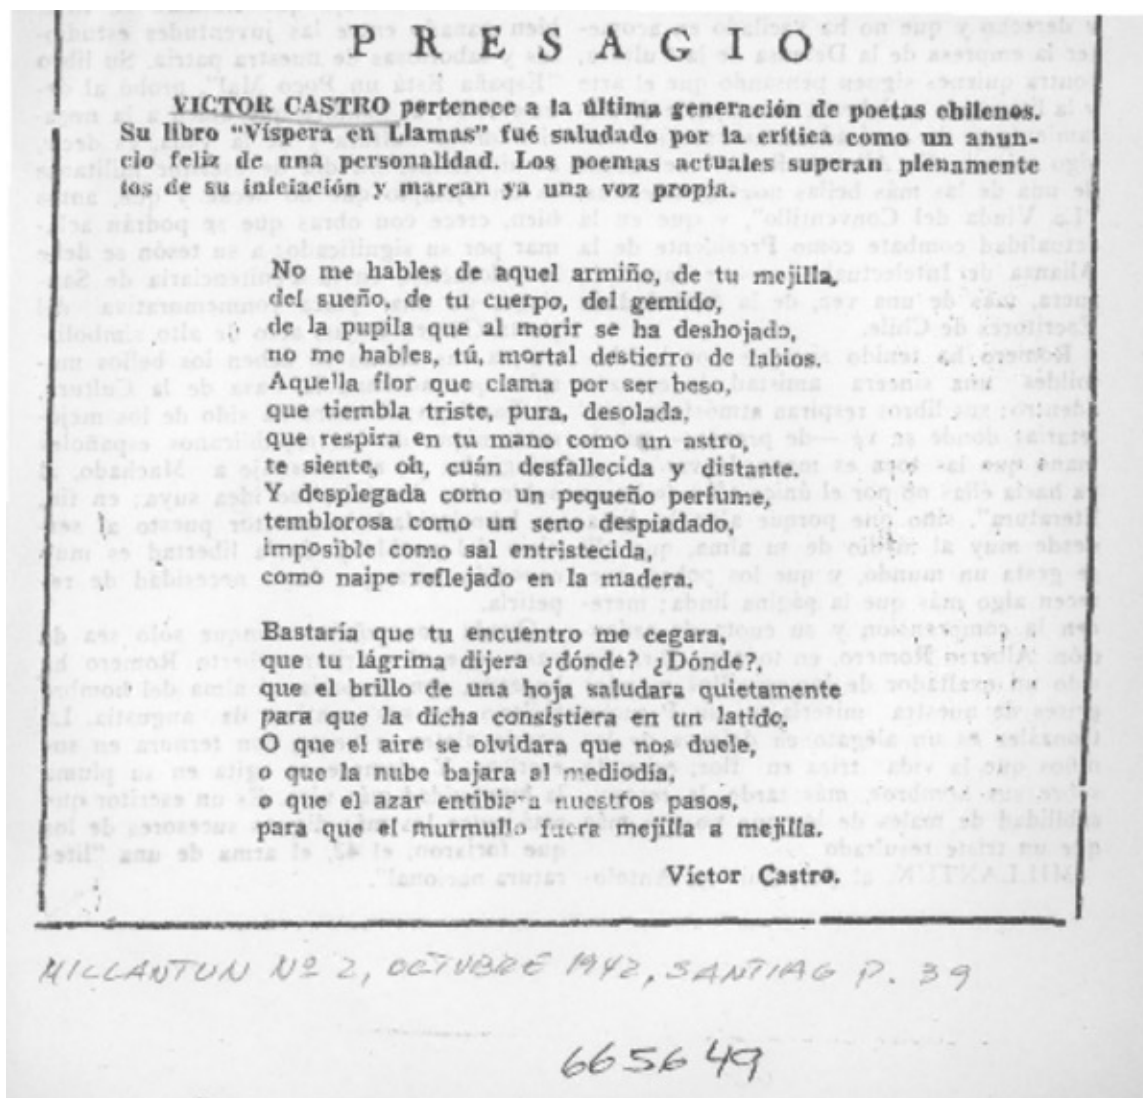 PRESAGIO
VICTOR CASTRO pertenece a la última generación de poetas chilenos.
Su libro "Víspera en Llamas" fué saludado por la crítica como un anun-
cio feliz de una personalidad. Los poemas actuales superan plenamente
los de su iniciación y marcan ya una voz propia.
No me hables de aquel armiño, de tu mejilla,
del sueño, de tu cuerpo, del gemido,
de la pupila que al morir se ha deshojado,
no me hables, tú, mortal destierro de labios.
Aquella flor que clama por ser beso,
que tiembla triste, pura, desolada,
que respira en tu mano como un astro,
te siente, oh, cuán desfallecida y distante.
Y desplegada como un pequeño perfume,
temblorosa como un seno despiadado,
imposible como sal entristecida,
como naipe reflejado en la madera.
Bastaría que tu encuentro me cegara,
que tu lágrima dijera ¿dónde? ¿Dónde?,
que el brillo de una hoja saludara quietamente
para que la dicha consistiera en un latido,
O que el aire se olvidara que nos duele,
o que la nube bajara al mediodía,
o que el azar entibiara nuestros pasos,
para que el murmullo fuera mejilla a mejilla.
Víctor Castro.
MILLANTUN Nº 2, OCTUBRE 1942, SANTIAG P. 39
665649